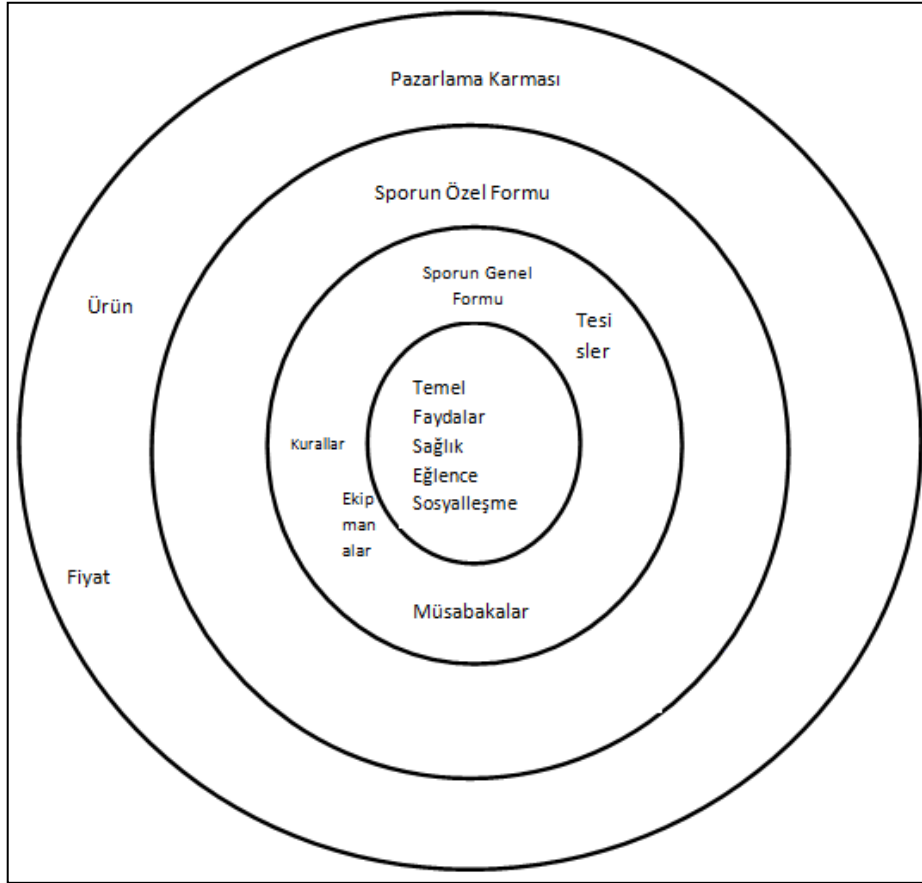 Pazarlama Karması
Sporun Özel Formu
Sporun Genel
Formu
Ürün
Tesi
sler
Temel
Faydalar
Sağlık
Eğlence
Sosyalleşme
Kurallar
Ekip
man
alar
Fiyat
Müsabakalar